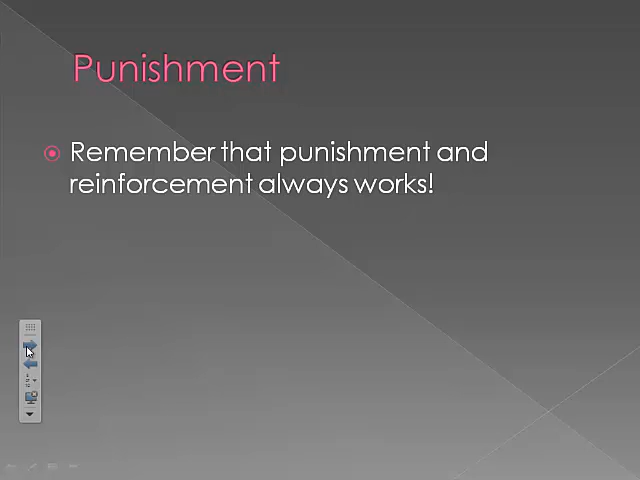 Punishment
Remember that punishment and
reinforcement always works!